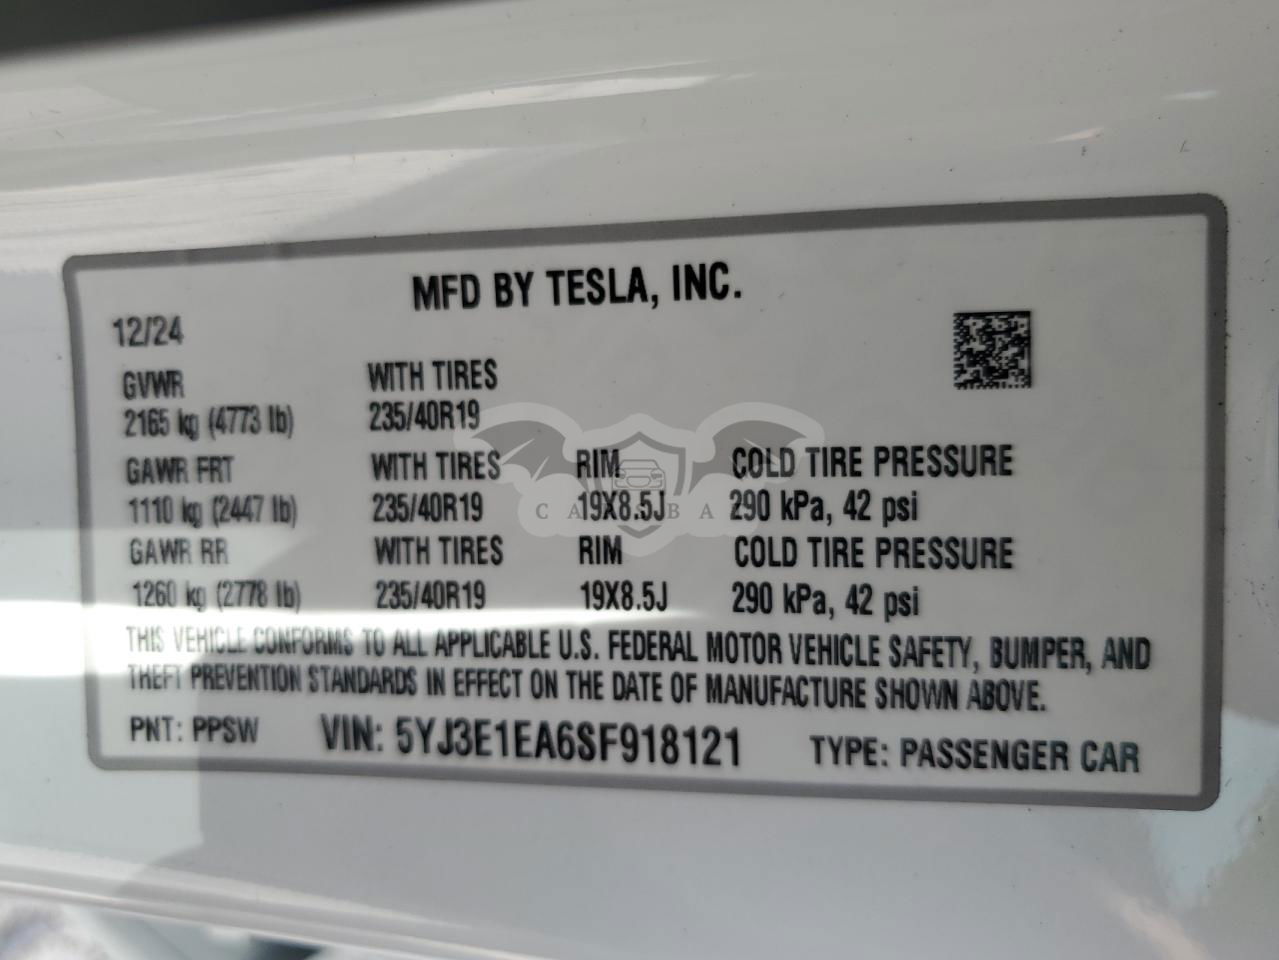 MFD BY TESLA, INC.
12/24
GVWR WITH TIRES
2165 kg (4773 lb) 235/40R19
GAWR FRT WITH TIRES RIM COLD TIRE PRESSURE
1110 kg (2447 lb) 235/40R19 19X8.5J 290 kPa, 42 psi
GAWR RR WITH TIRES RIM COLD TIRE PRESSURE
1260 kg (2778 lb) 235/40R19 19X8.5J 290 kPa, 42 psi
THIS VEHICLE CONFORMS TO ALL APPLICABLE U.S. FEDERAL MOTOR VEHICLE SAFETY, BUMPER, AND
THEFT PREVENTION STANDARDS IN EFFECT ON THE DATE OF MANUFACTURE SHOWN ABOVE.
PNT: PPSW VIN: 5YJ3E1EA6SF918121 TYPE: PASSENGER CAR